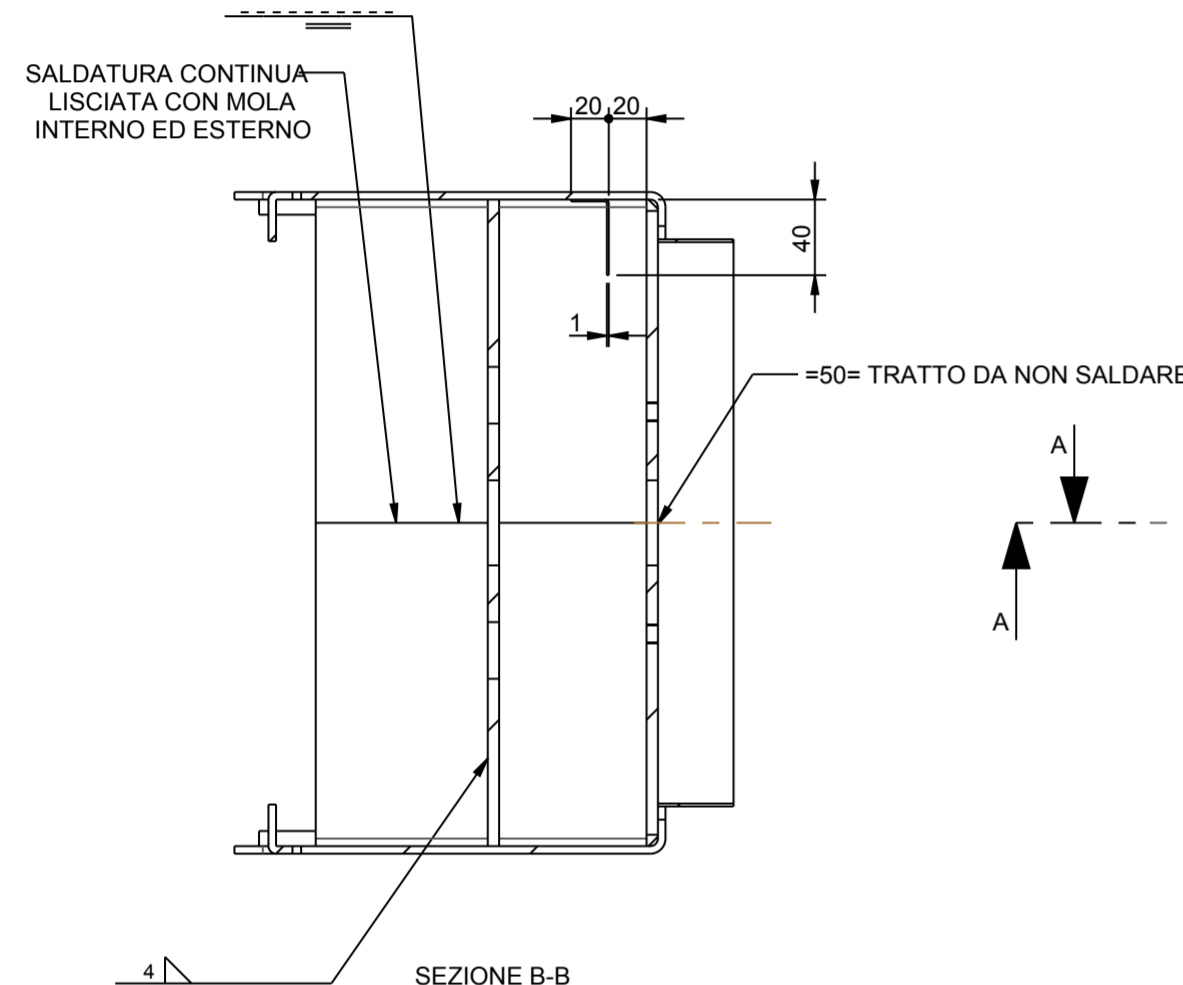 SALDATURA CONTINUA
LISCIATA CON MOLA
INTERNO ED ESTERNO
20 20
40
1
=50= TRATTO DA NON SALDARE
A
A
4
SEZIONE B-B